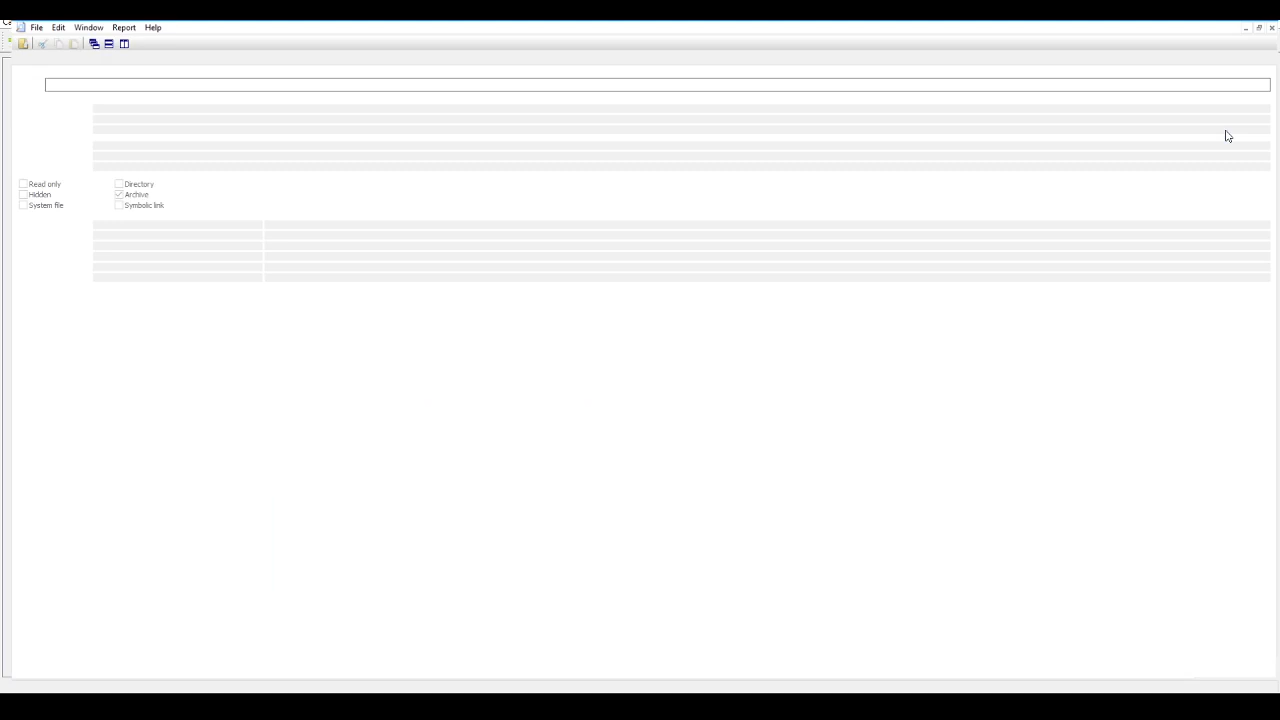 File Edit Window Report Help
Read only Directory
Hidden Archive
System file Symbolic link